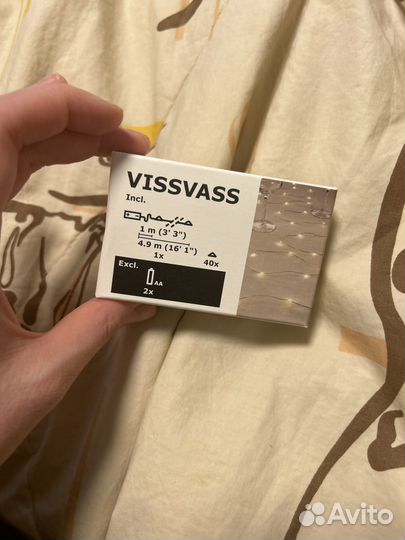 VISSVASS
Incl.
1 m (3' 3")
4.9 m (16' 1")
1x
40x
Excl.
AA
2x
Avito